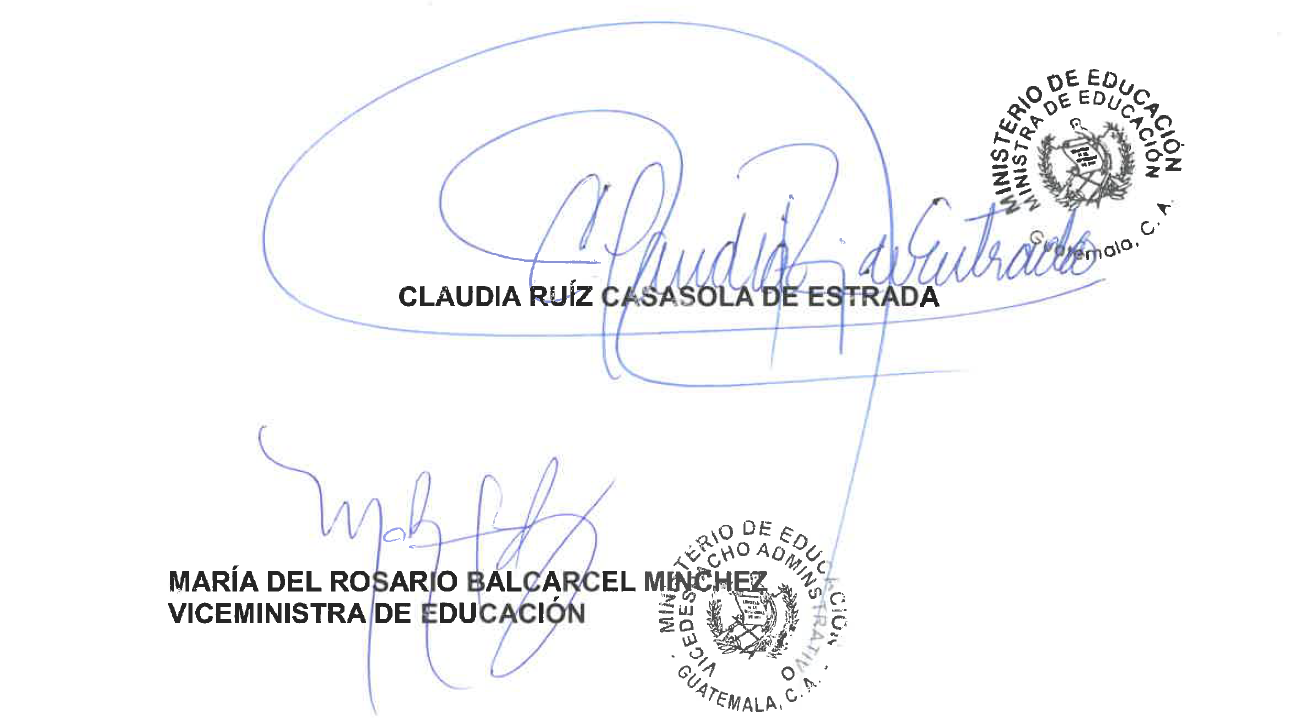 MINISTERIO DE EDUCACIÓN
MINISTRA DE EDUCACIÓN
Guatemala, C. A.
Claudia R de Estrada
CLAUDIA RUÍZ CASASOLA DE ESTRADA
MARÍA DEL ROSARIO BALCARCEL MINCHEZ
VICEMINISTRA DE EDUCACIÓN
MINISTERIO DE EDUCACIÓN
VICEDESPACHO ADMINISTRATIVO
GUATEMALA, C. A.